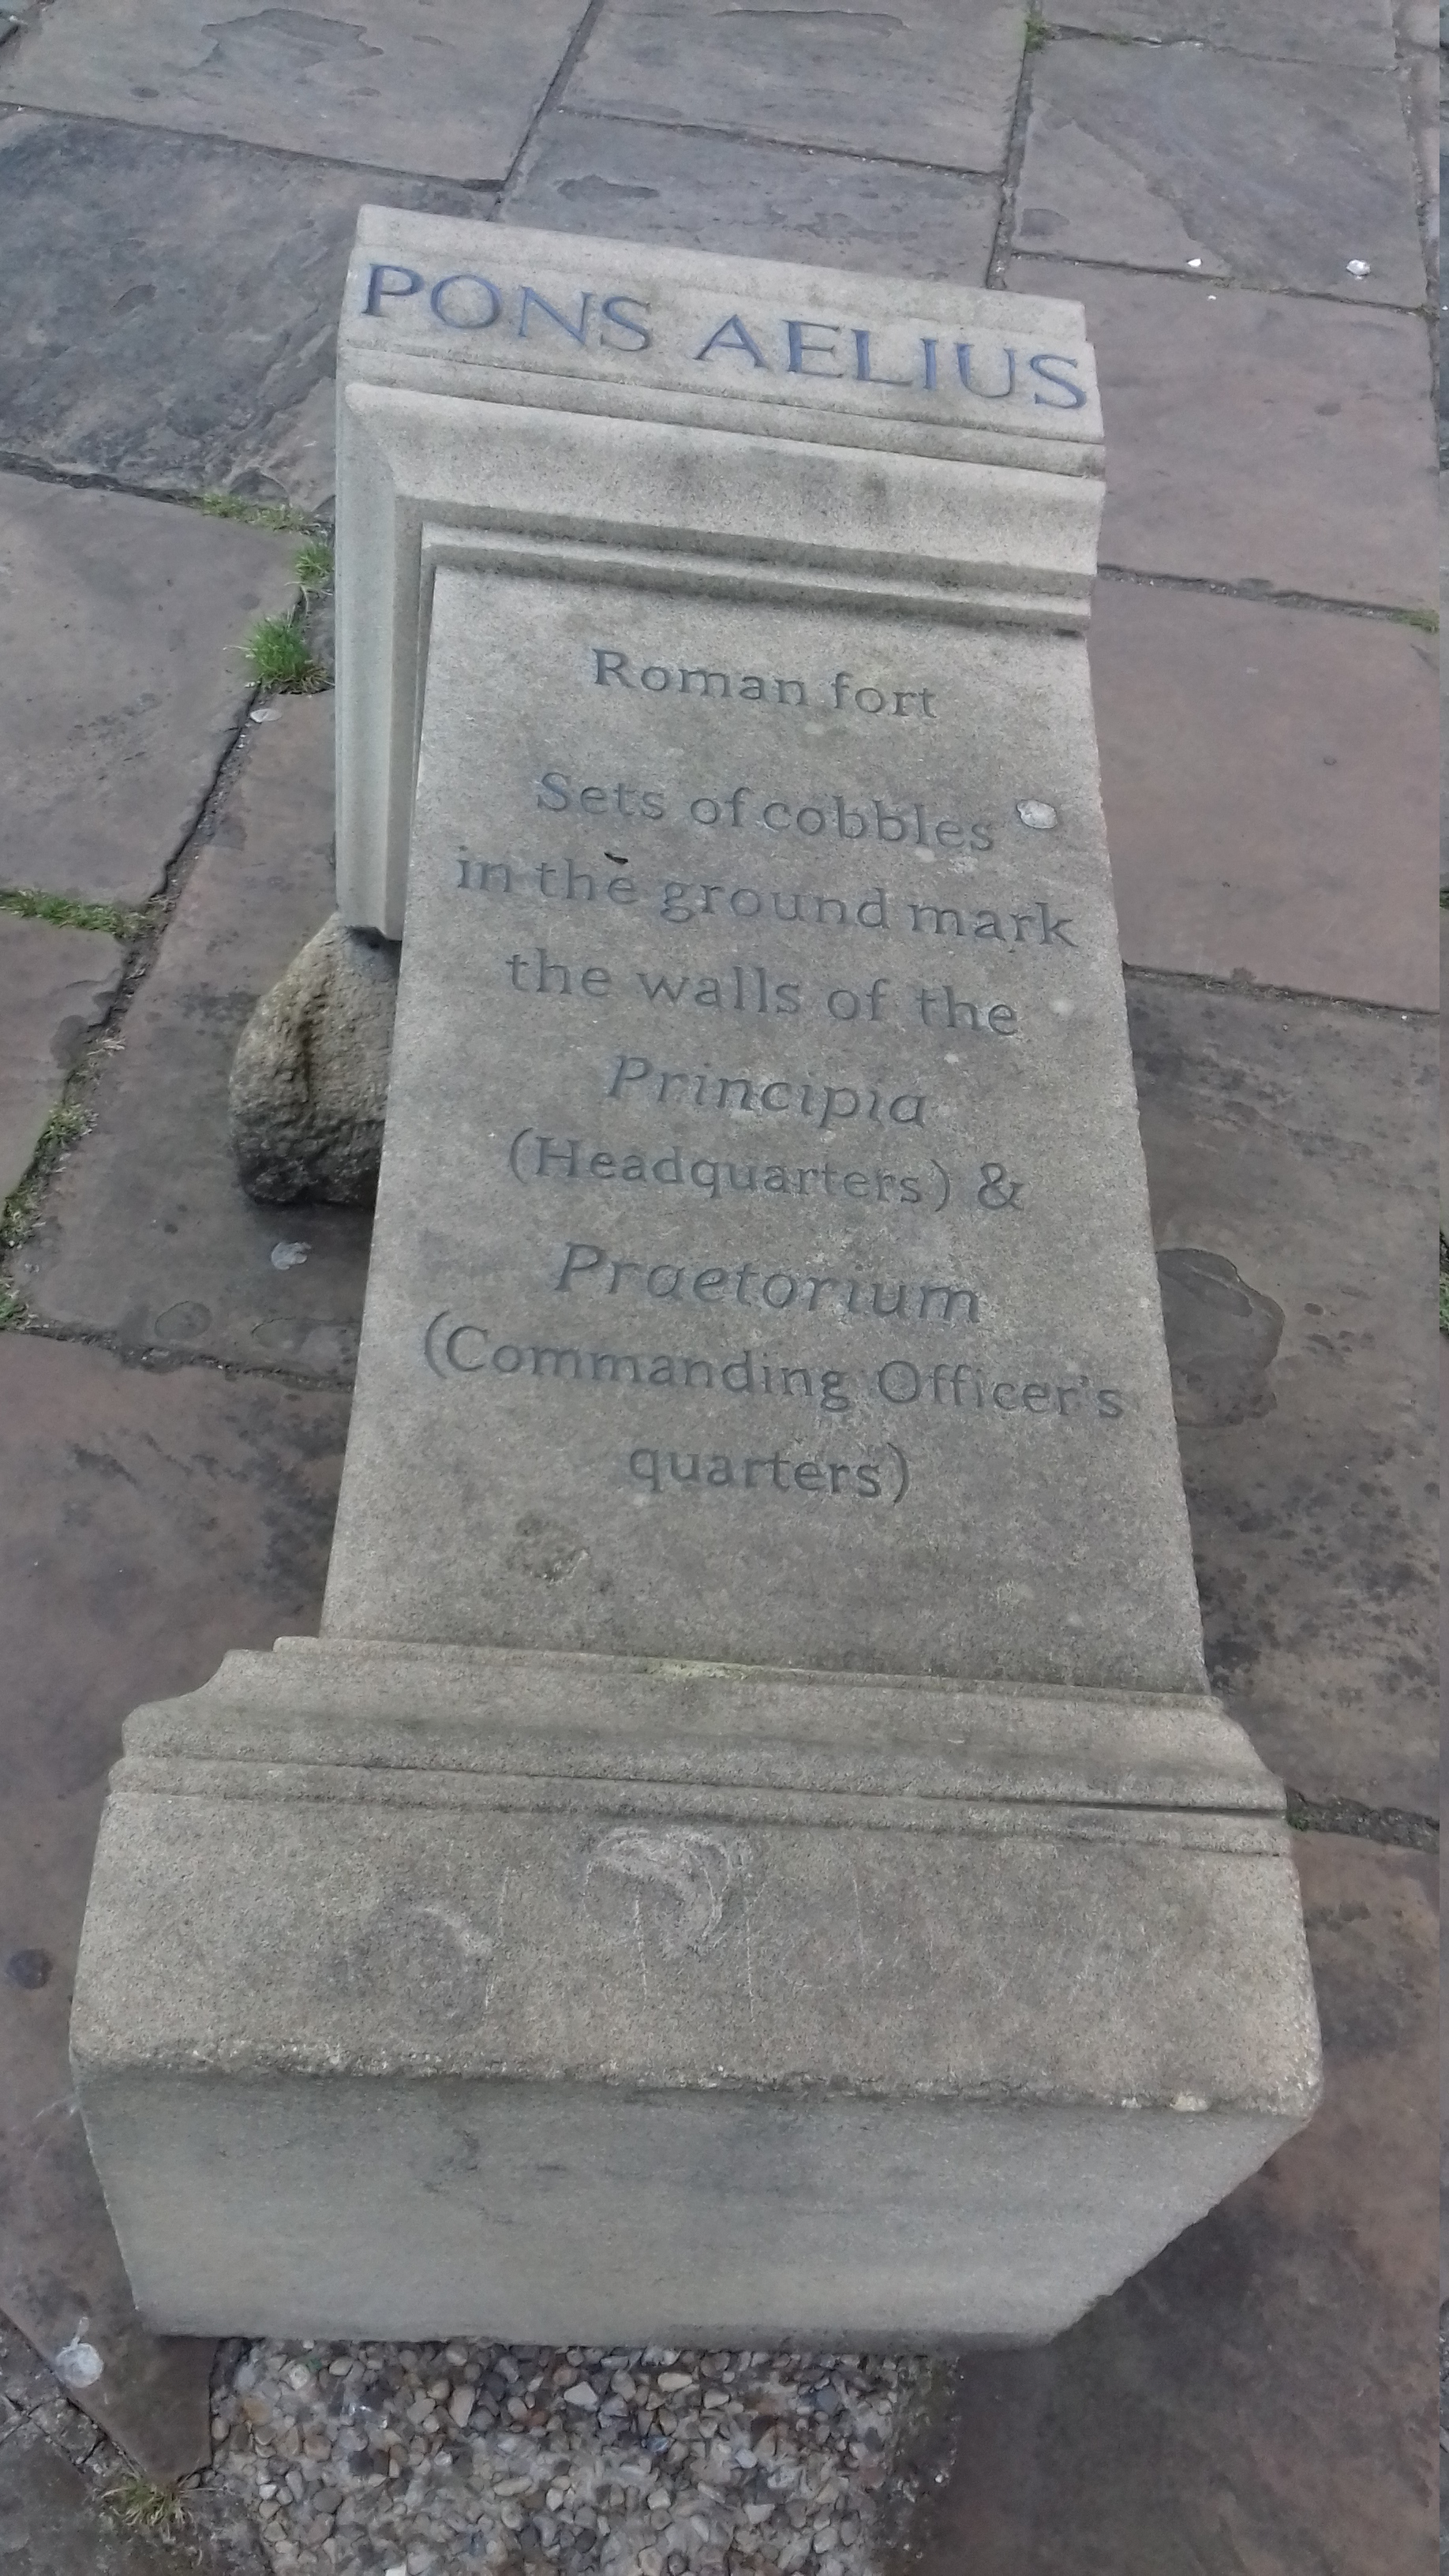 PONS AELIUS
Roman fort
Sets of cobbles
in the ground mark
the walls of the
Principia
(Headquarters) &
Praetorium
(Commanding Officer's
quarters)